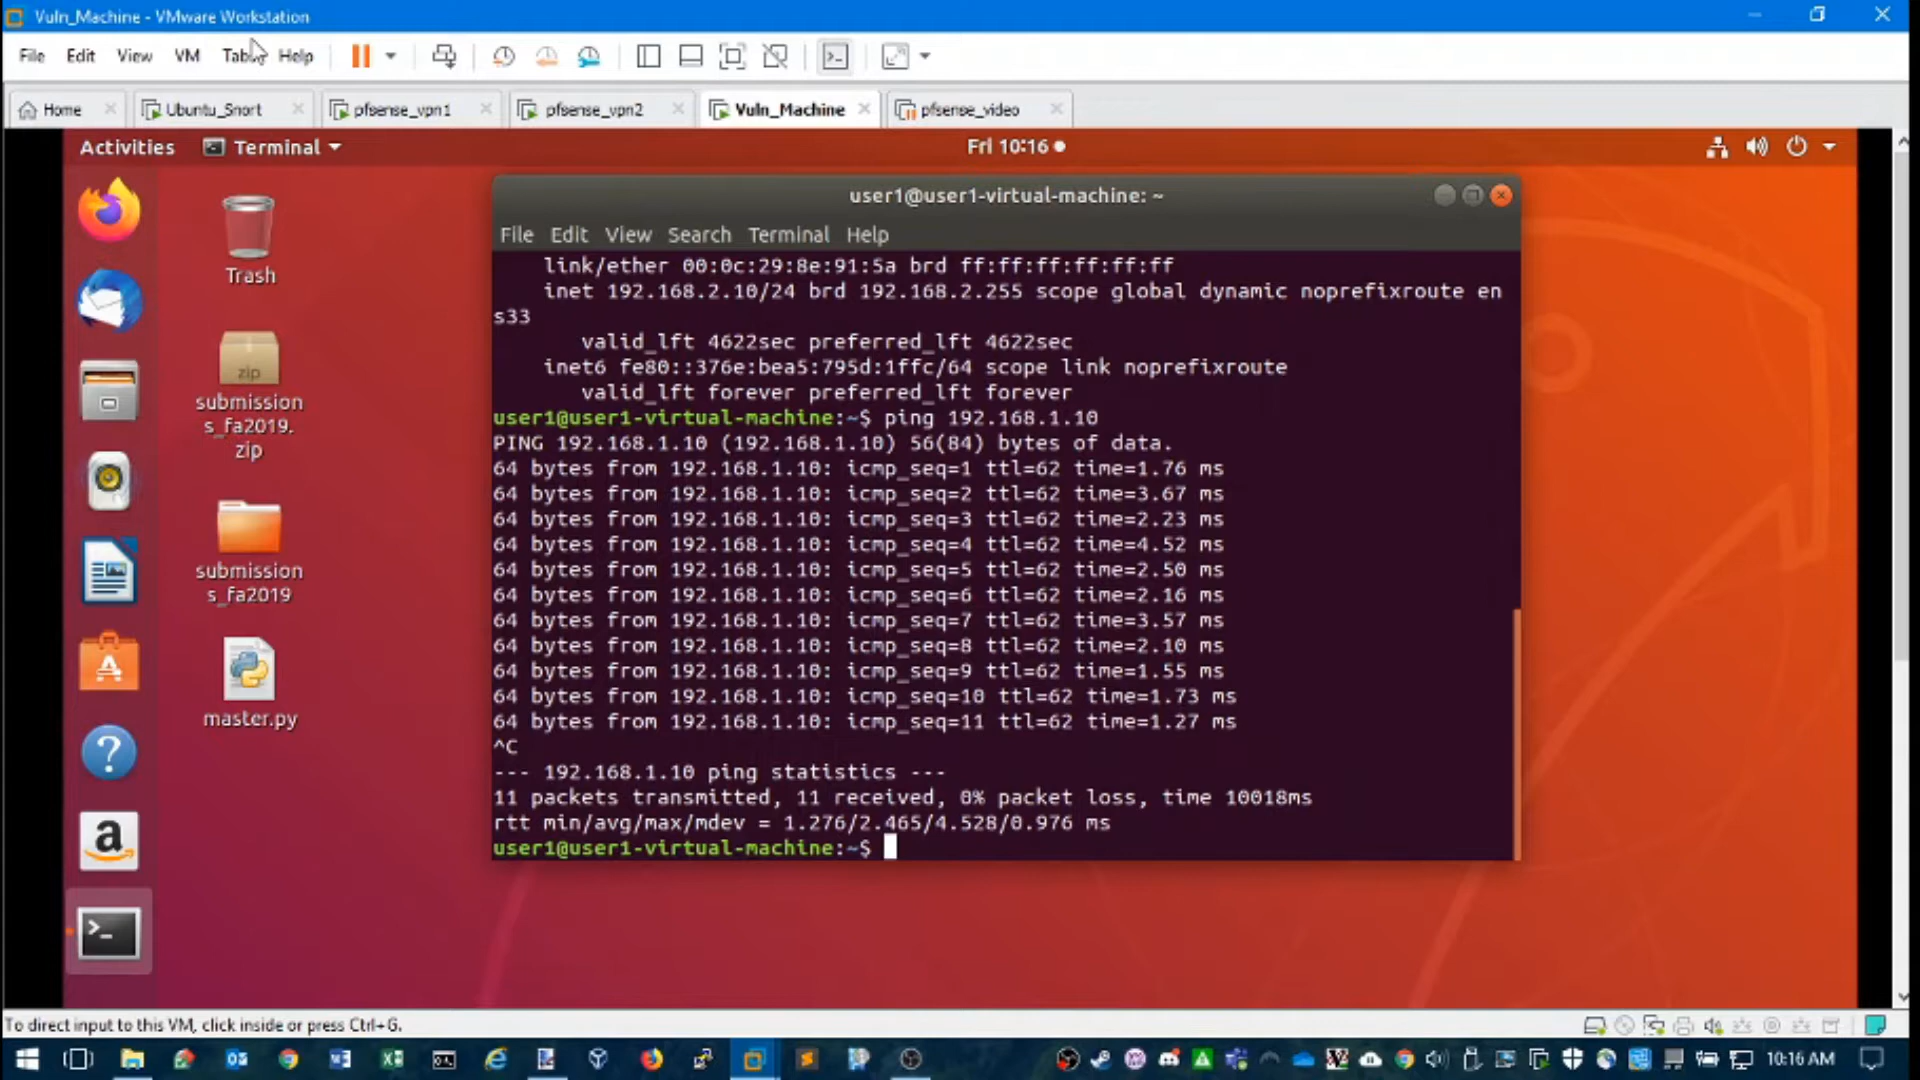 Vuln_Machine - VMware Workstation
File Edit View VM Tabs Help
Home Ubuntu_Snort pfsense_vpn1 pfsense_vpn2 Vuln_Machine pfsense_video
Activities Terminal Fri 10:16
Trash
zip
submission
s_fa2019.
zip
submission
s_fa2019
master.py
user1@user1-virtual-machine: ~
File Edit View Search Terminal Help
link/ether 00:0c:29:8e:91:5a brd ff:ff:ff:ff:ff:ff
inet 192.168.2.10/24 brd 192.168.2.255 scope global dynamic noprefixroute en
s33
valid_lft 4622sec preferred_lft 4622sec
inet6 fe80::376e:bea5:795d:1ffc/64 scope link noprefixroute
valid_lft forever preferred_lft forever
user1@user1-virtual-machine:~$ ping 192.168.1.10
PING 192.168.1.10 (192.168.1.10) 56(84) bytes of data.
64 bytes from 192.168.1.10: icmp_seq=1 ttl=62 time=1.76 ms
64 bytes from 192.168.1.10: icmp_seq=2 ttl=62 time=3.67 ms
64 bytes from 192.168.1.10: icmp_seq=3 ttl=62 time=2.23 ms
64 bytes from 192.168.1.10: icmp_seq=4 ttl=62 time=4.52 ms
64 bytes from 192.168.1.10: icmp_seq=5 ttl=62 time=2.50 ms
64 bytes from 192.168.1.10: icmp_seq=6 ttl=62 time=2.16 ms
64 bytes from 192.168.1.10: icmp_seq=7 ttl=62 time=3.57 ms
64 bytes from 192.168.1.10: icmp_seq=8 ttl=62 time=2.10 ms
64 bytes from 192.168.1.10: icmp_seq=9 ttl=62 time=1.55 ms
64 bytes from 192.168.1.10: icmp_seq=10 ttl=62 time=1.73 ms
64 bytes from 192.168.1.10: icmp_seq=11 ttl=62 time=1.27 ms
^C
--- 192.168.1.10 ping statistics ---
11 packets transmitted, 11 received, 0% packet loss, time 10018ms
rtt min/avg/max/mdev = 1.276/2.465/4.528/0.976 ms
user1@user1-virtual-machine:~$
To direct input to this VM, click inside or press Ctrl+G.
10:16 AM